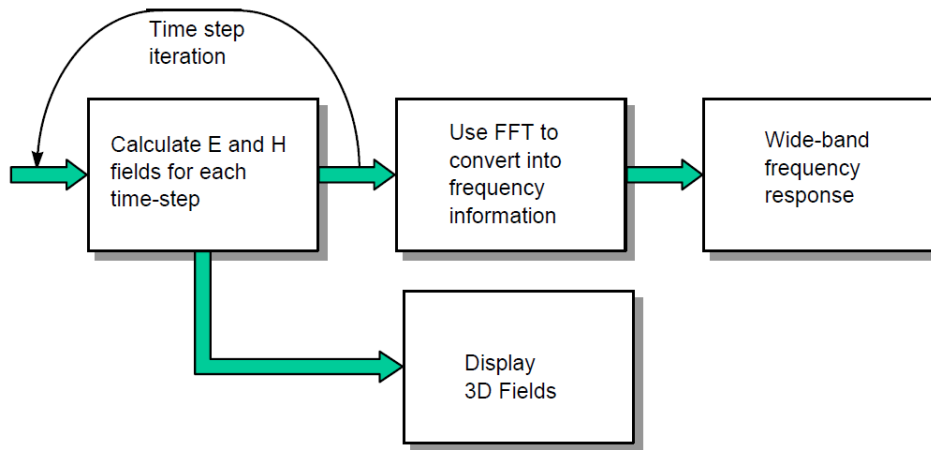 Time step
iteration
Calculate E and H
fields for each
time-step
Use FFT to
convert into
frequency
information
Wide-band
frequency
response
Display
3D Fields